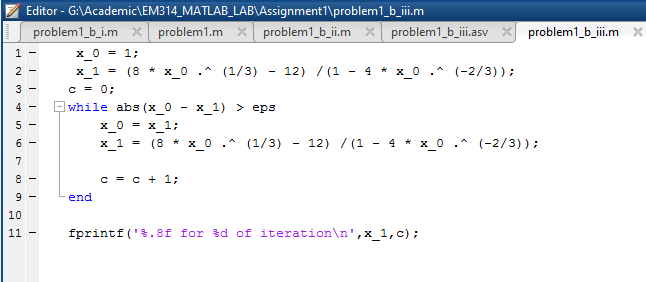 Editor - G:\Academic\EM314_MATLAB_LAB\Assignment1\problem1_b_iii.m
problem1_b_i.m problem1.m problem1_b_ii.m problem1_b_iii.asv problem1_b_iii.m
1 x_0 = 1;
2 x_1 = (8 * x_0 .^ (1/3) - 12) /(1 - 4 * x_0 .^ (-2/3));
3 c = 0;
4 while abs(x_0 - x_1) > eps
5 x_0 = x_1;
6 x_1 = (8 * x_0 .^ (1/3) - 12) /(1 - 4 * x_0 .^ (-2/3));
7
8 c = c + 1;
9 end
10
11 fprintf('%.8f for %d of iteration\n',x_1,c);